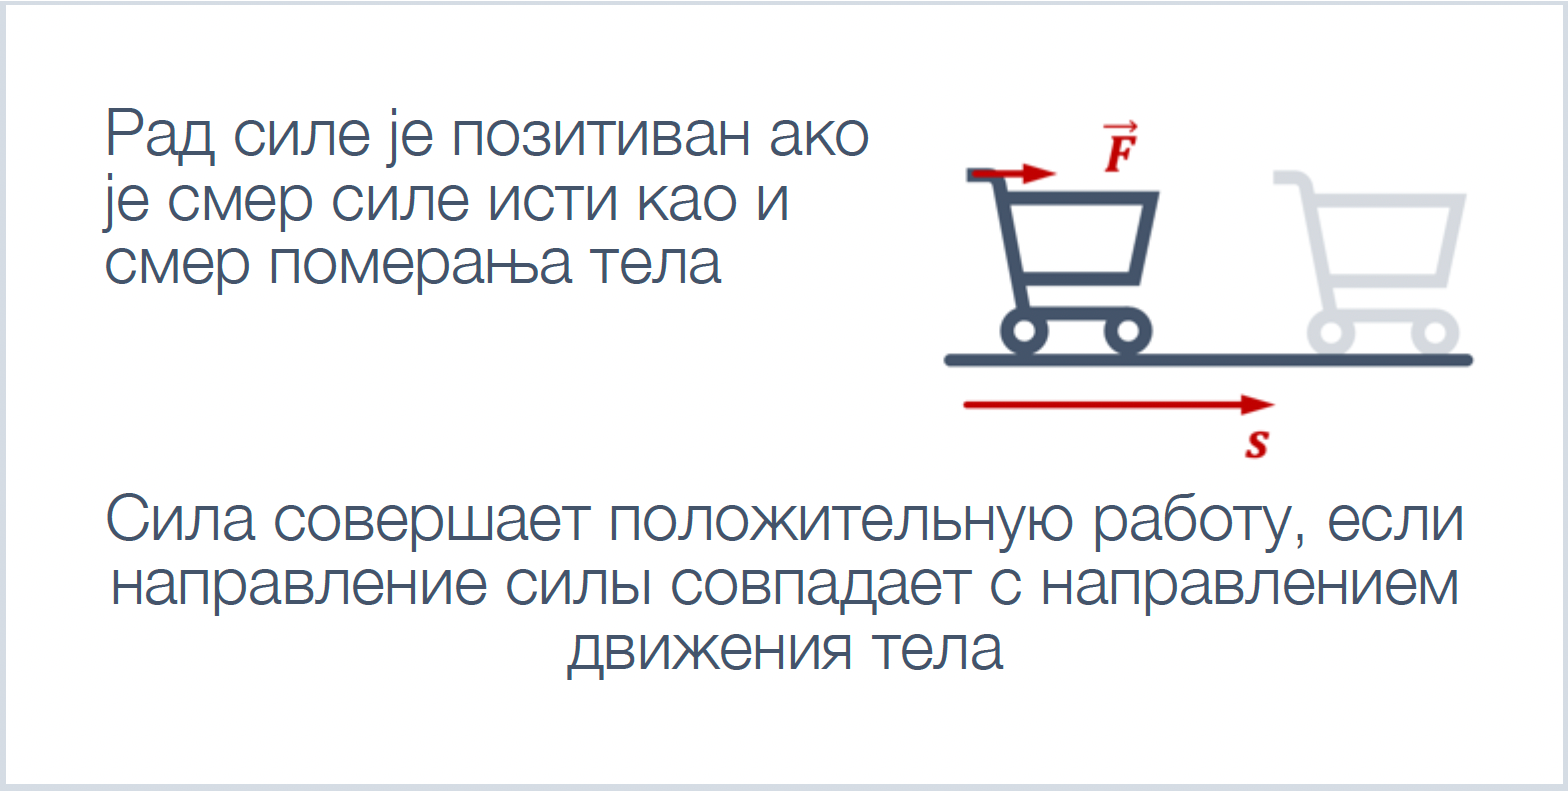 Рад силе је позитиван ако
је смер силе исти као и
смер померања тела
F
s
Сила совершает положительную работу, если
направление силы совпадает с направлением
движения тела